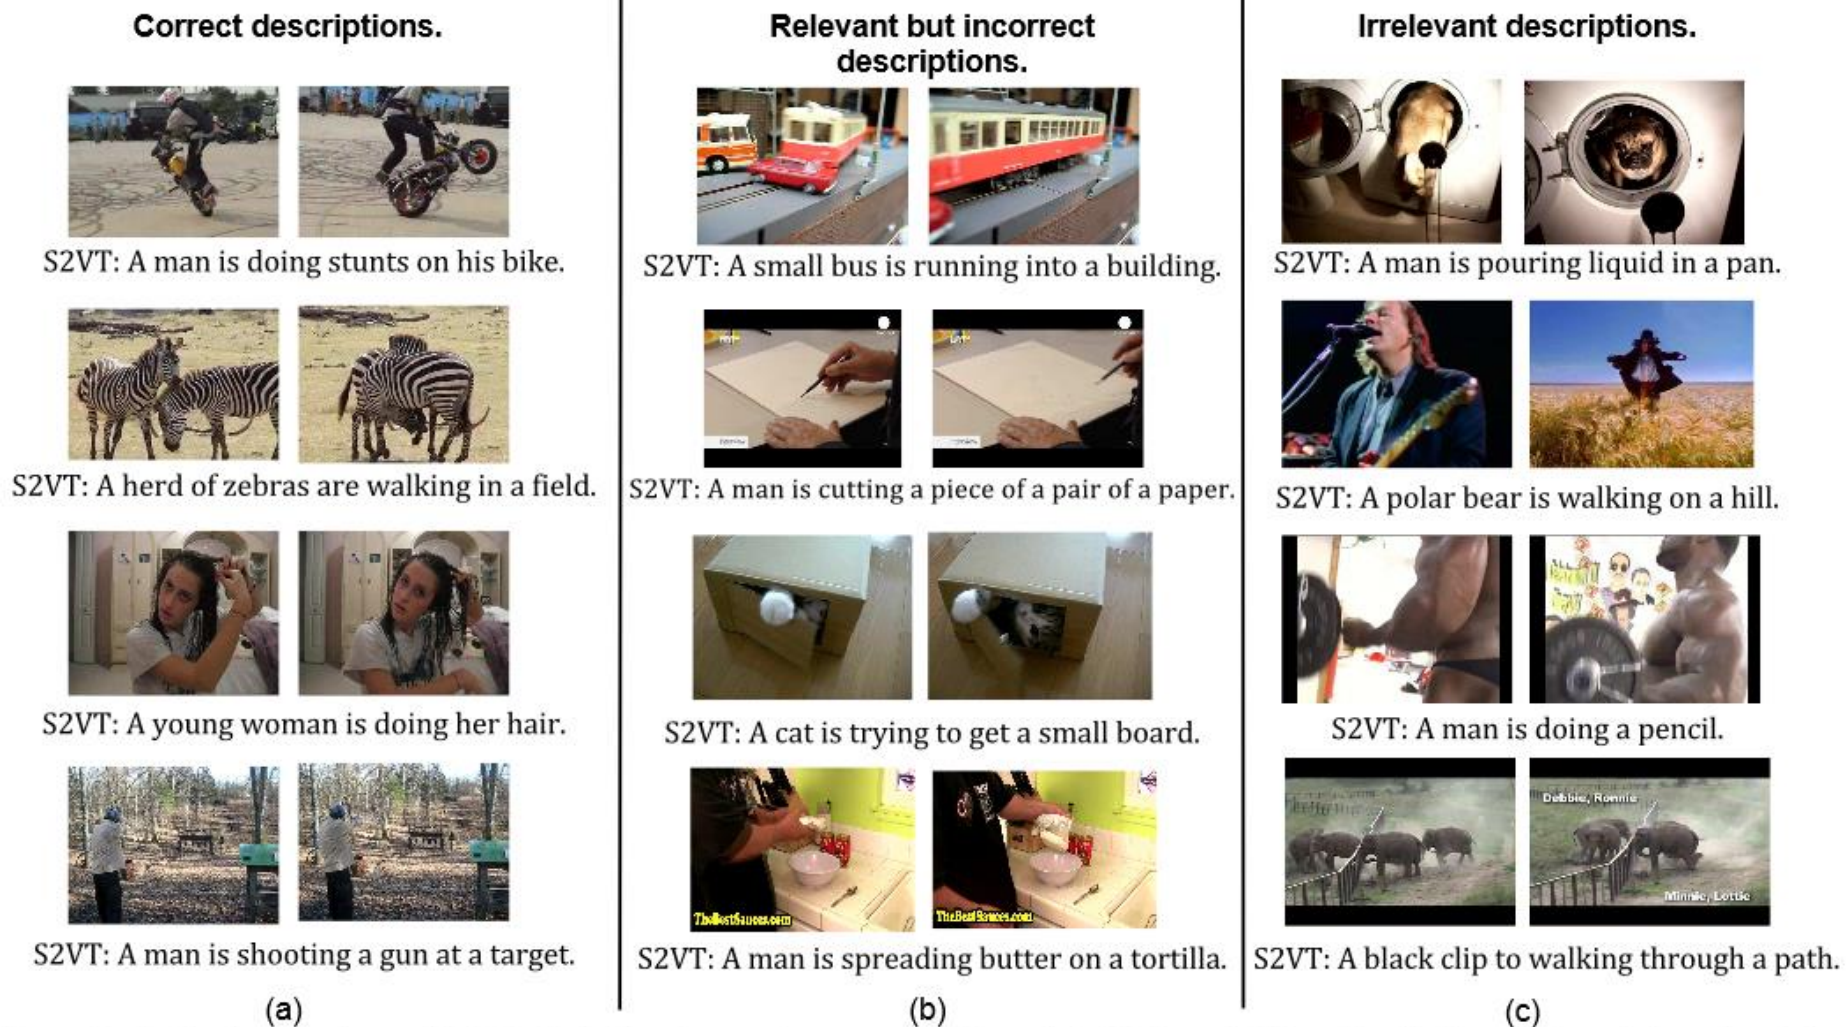 Correct descriptions.
S2VT: A man is doing stunts on his bike.
S2VT: A herd of zebras are walking in a field.
S2VT: A young woman is doing her hair.
S2VT: A man is shooting a gun at a target.
(a)
Relevant but incorrect
descriptions.
S2VT: A small bus is running into a building.
S2VT: A man is cutting a piece of a pair of a paper.
S2VT: A cat is trying to get a small board.
TheBestSauces.com
TheBestSauces.com
S2VT: A man is spreading butter on a tortilla.
(b)
Irrelevant descriptions.
S2VT: A man is pouring liquid in a pan.
S2VT: A polar bear is walking on a hill.
S2VT: A man is doing a pencil.
Debbie, Ronnie
Minnie, Lottie
S2VT: A black clip to walking through a path.
(c)